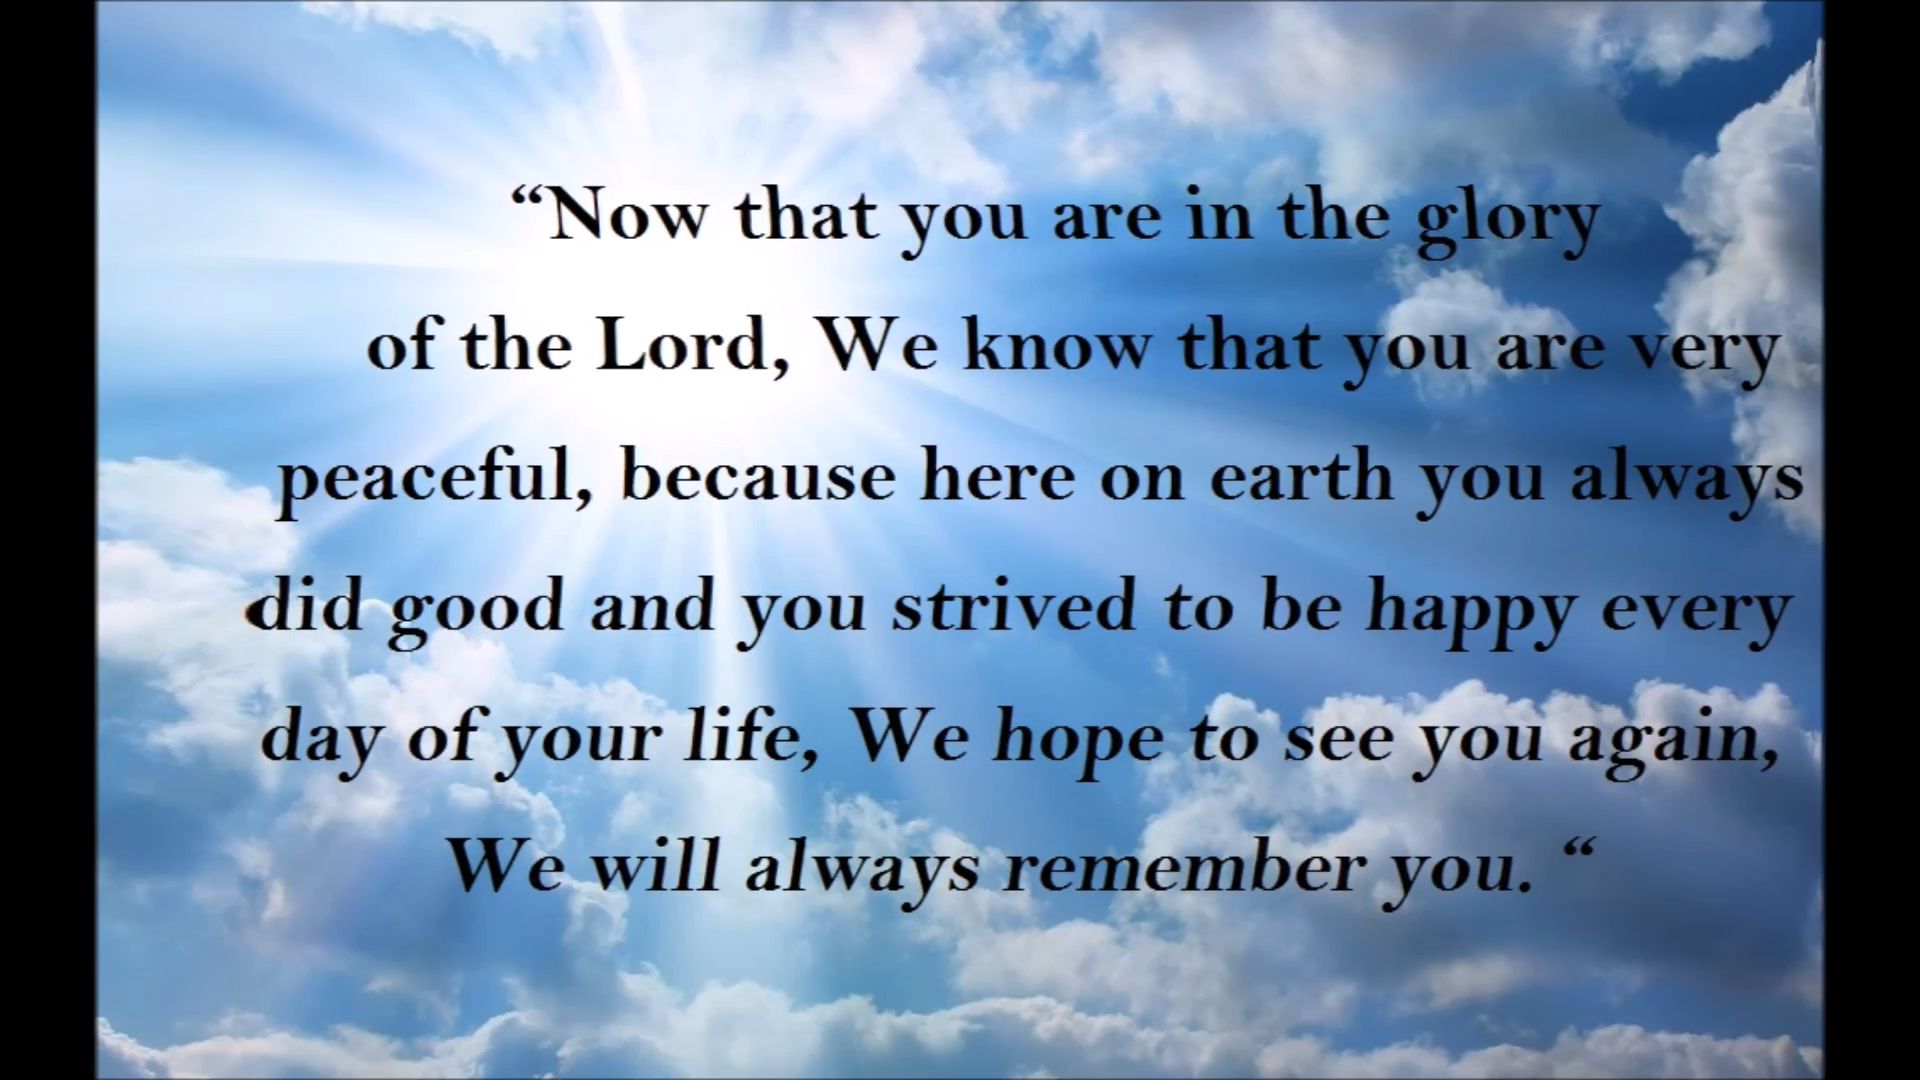 “Now that you are in the glory
of the Lord, We know that you are very
peaceful, because here on earth you always
did good and you strived to be happy every
day of your life, We hope to see you again,
We will always remember you. “